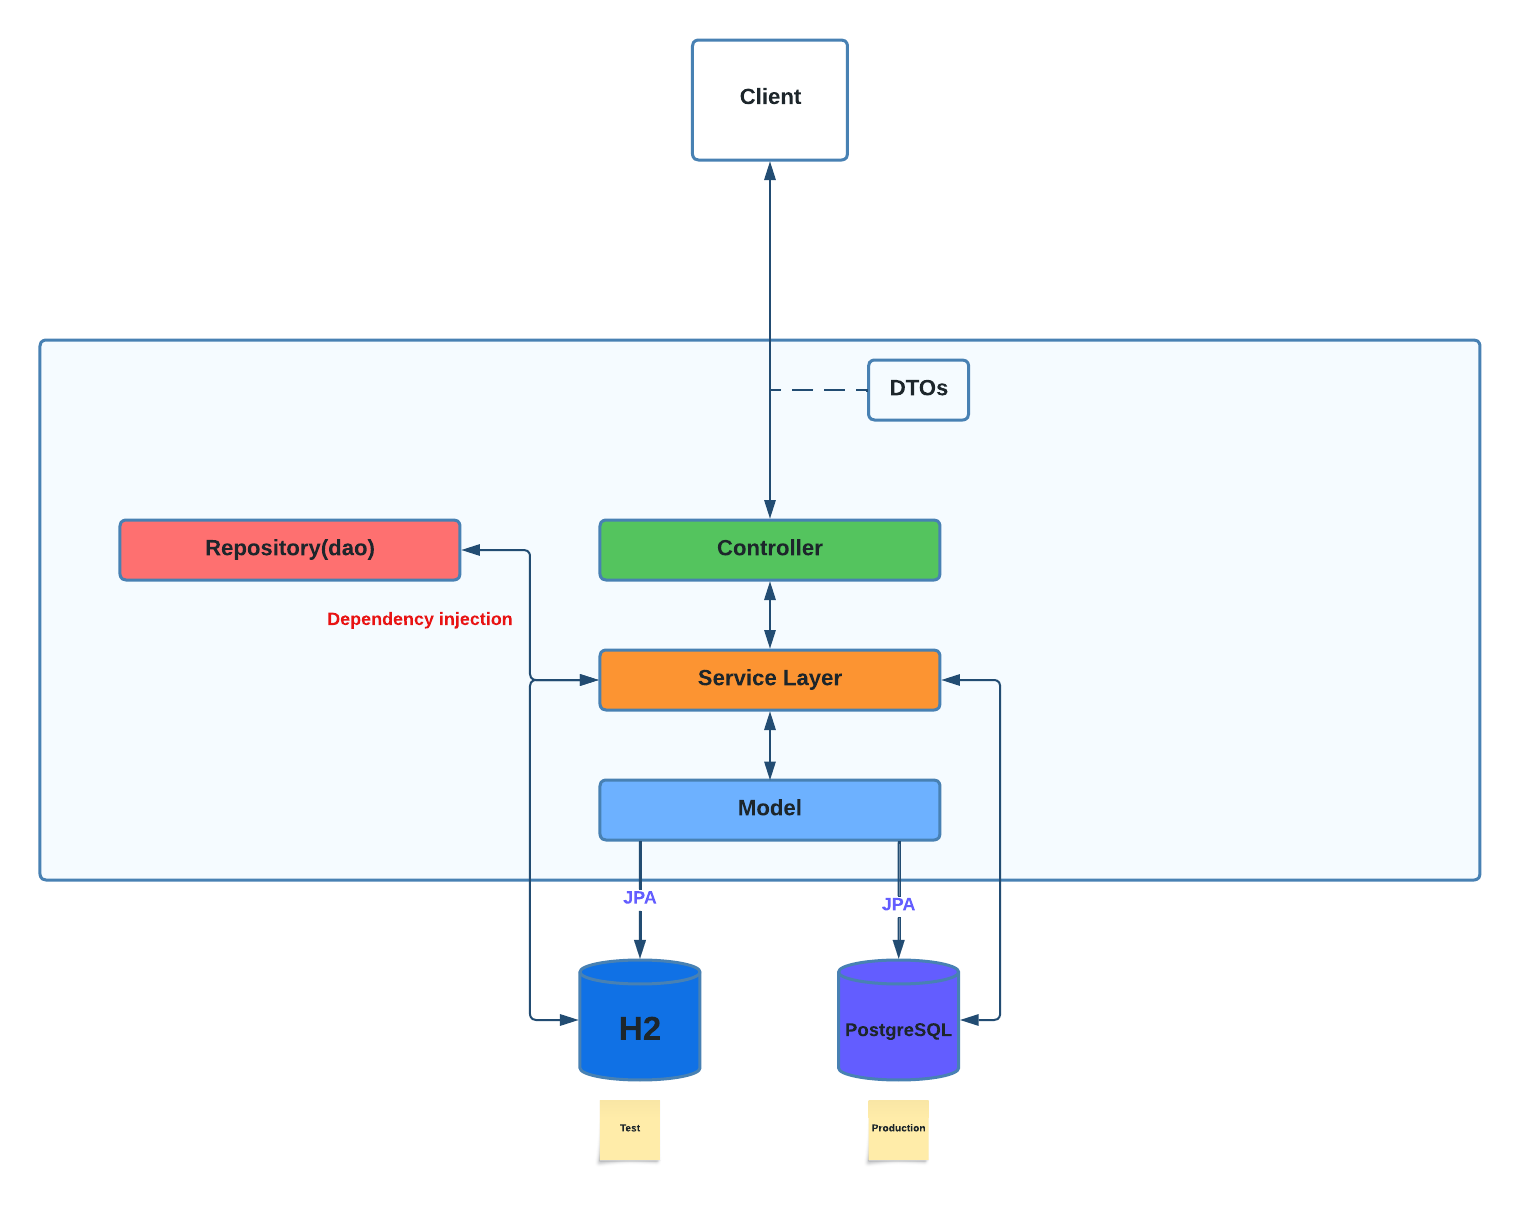 Client
DTOs
Repository(dao)
Controller
Dependency injection
Service Layer
Model
JPA
JPA
H2
PostgreSQL
Test
Production